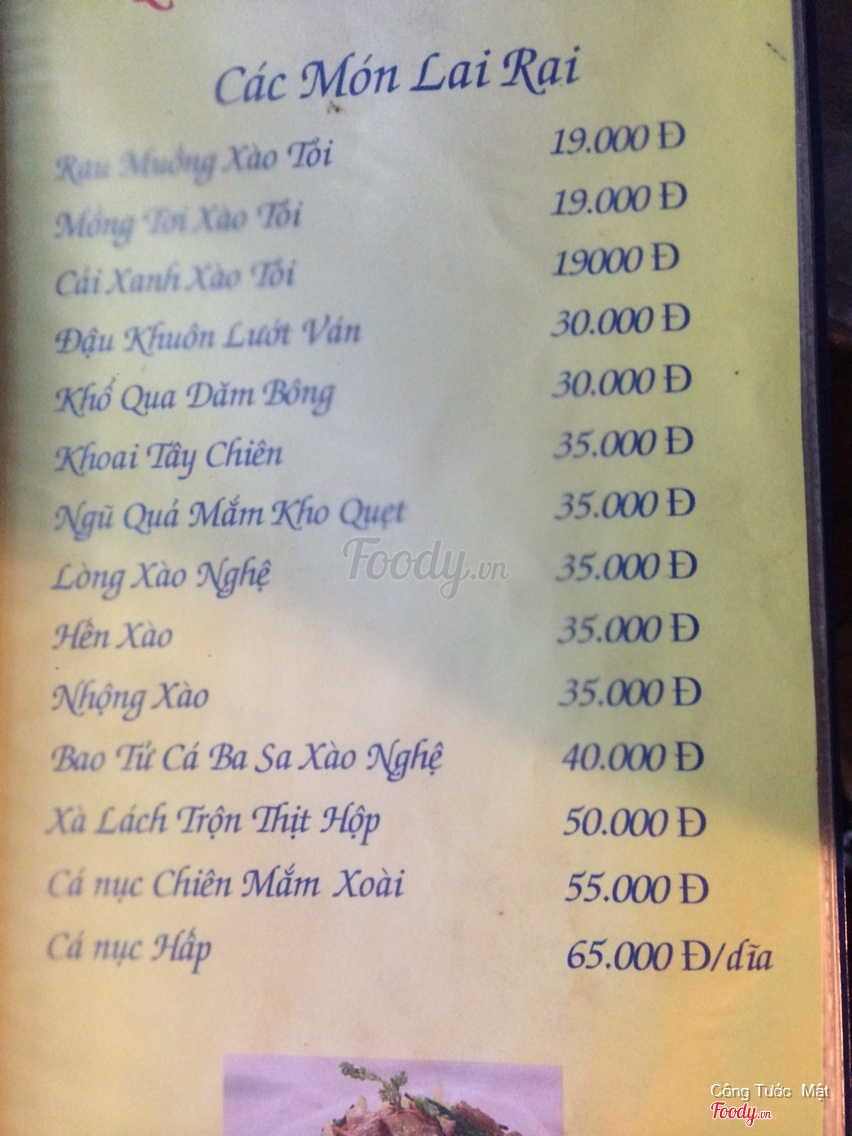 Các Món Lai Rai
Rau Muống Xào Tỏi 19.000 Đ
Mồng Tơi Xào Tỏi 19.000 Đ
Cải Xanh Xào Tỏi 19000 Đ
Đậu Khuôn Lướt Ván 30.000 Đ
Khổ Qua Dăm Bông 30.000 Đ
Khoai Tây Chiên 35.000 Đ
Ngũ Quả Mắm Kho Quẹt 35.000 Đ
Lòng Xào Nghệ 35.000 Đ
Hến Xào 35.000 Đ
Nhộng Xào 35.000 Đ
Bao Tử Cá Ba Sa Xào Nghệ 40.000 Đ
Xà Lách Trộn Thịt Hộp 50.000 Đ
Cá nục Chiên Mắm Xoài 55.000 Đ
Cá nục Hấp 65.000 Đ/dĩa
Foody.vn
Công Tước Mật
Foody.vn